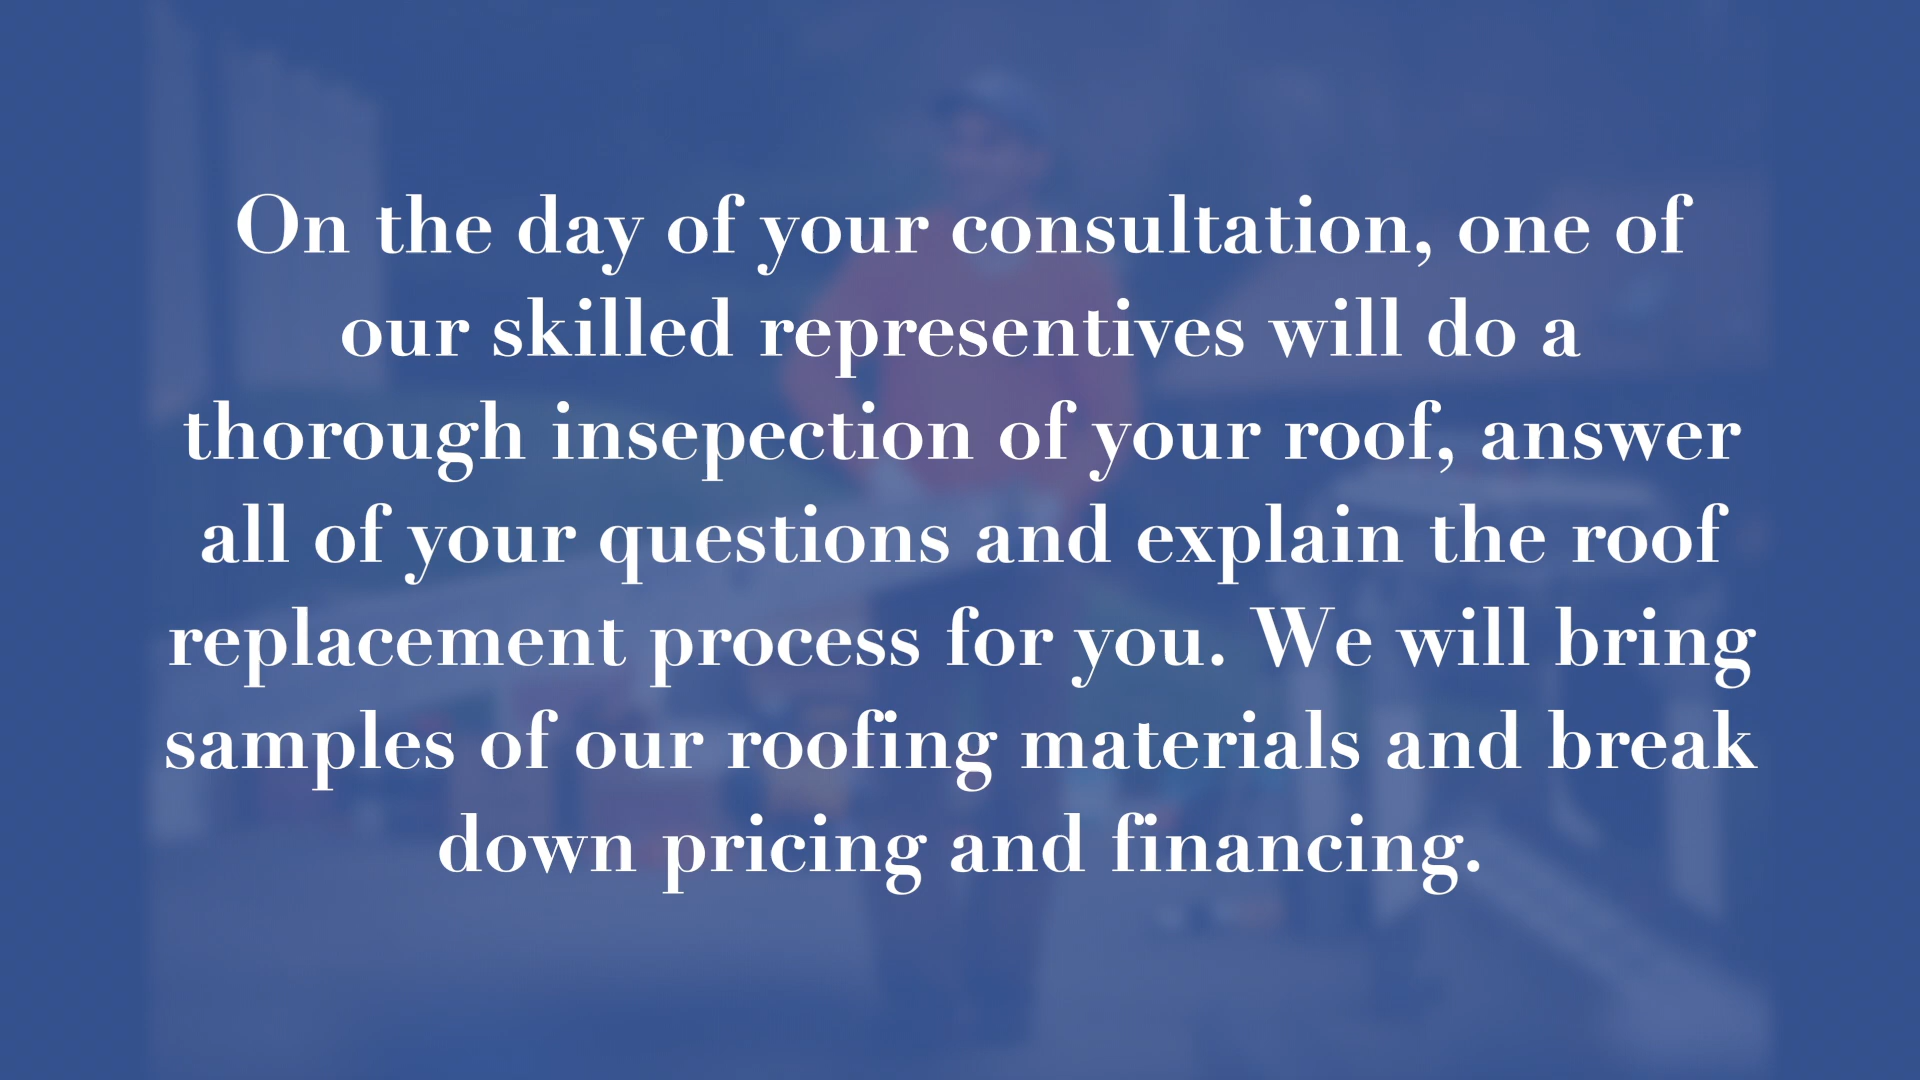 On the day of your consultation, one of
our skilled representives will do a
thorough insepection of your roof, answer
all of your questions and explain the roof
replacement process for you. We will bring
samples of our roofing materials and break
down pricing and financing.